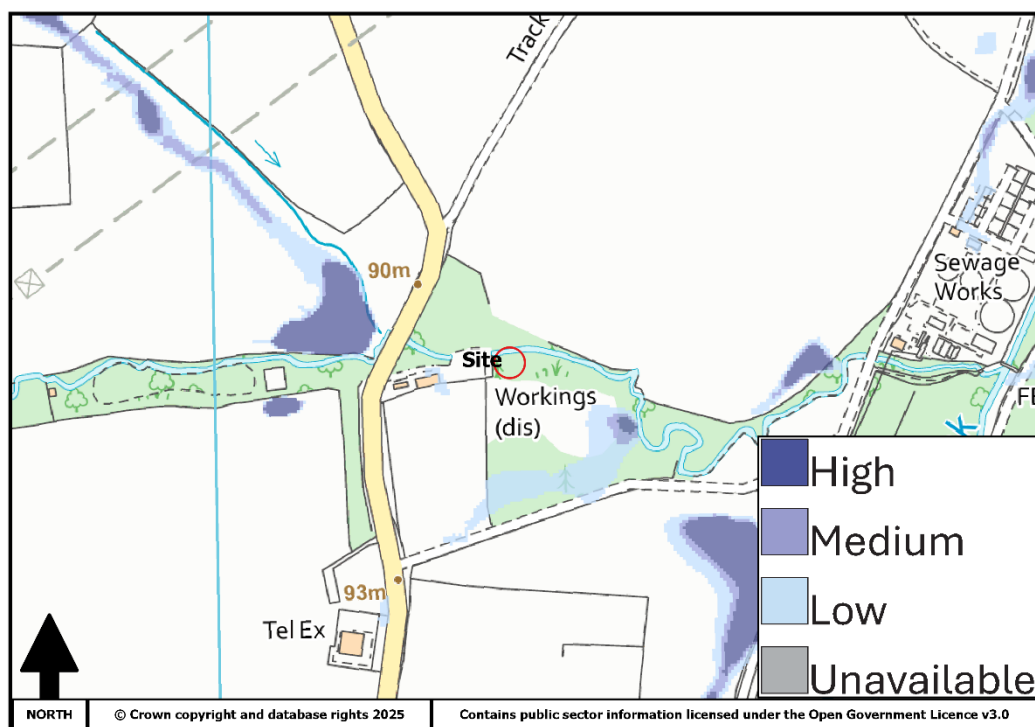 Track
90m
Sewage
Works
Site
Workings
(dis)
FB
K
High
Medium
Low
Unavailable
93m
Tel Ex
NORTH
© Crown copyright and database rights 2025
Contains public sector information licensed under the Open Government Licence v3.0